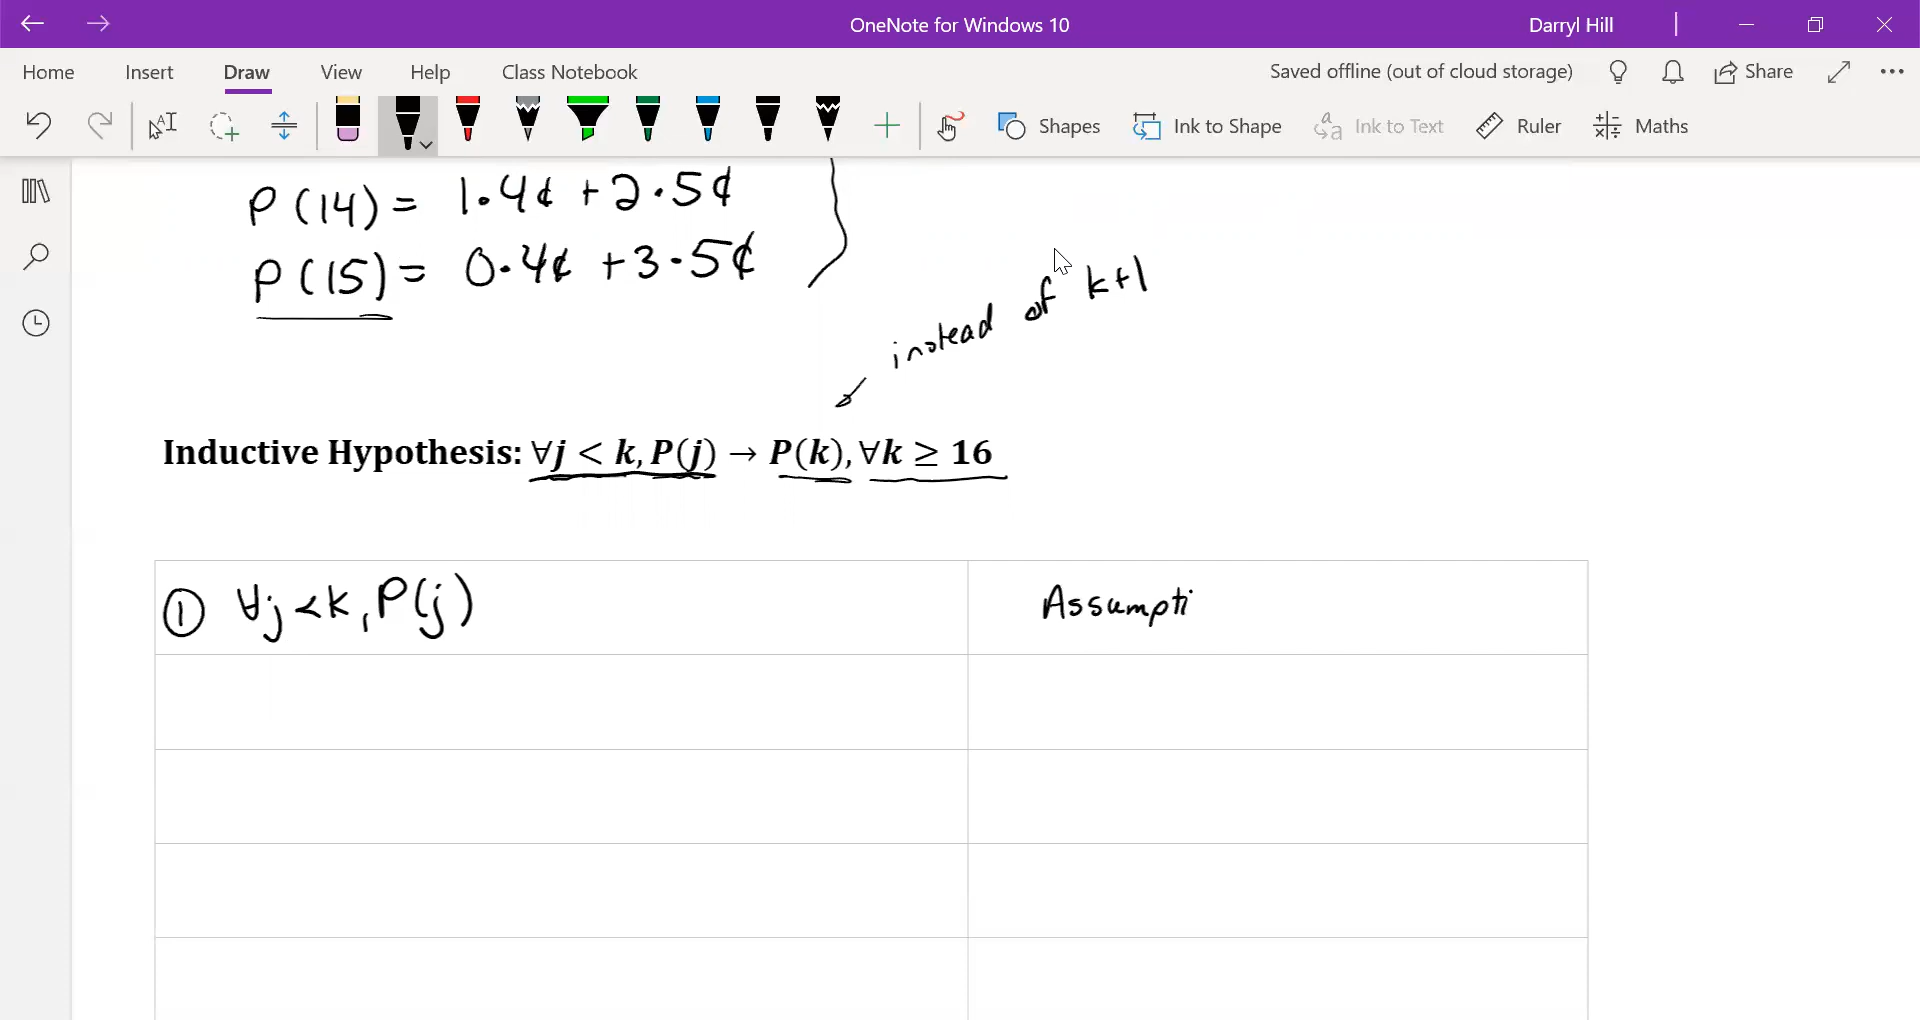 OneNote for Windows 10
Darryl Hill
Home Insert Draw View Help Class Notebook
Saved offline (out of cloud storage)
Share
Shapes Ink to Shape Ink to Text Ruler Maths
P(14) = 1·4¢ + 2·5¢
P(15) = 0·4¢ + 3·5¢
instead of k+1
Inductive Hypothesis: ∀j < k, P(j) → P(k), ∀k ≥ 16
① ∀j < k, P(j)
Assumpti